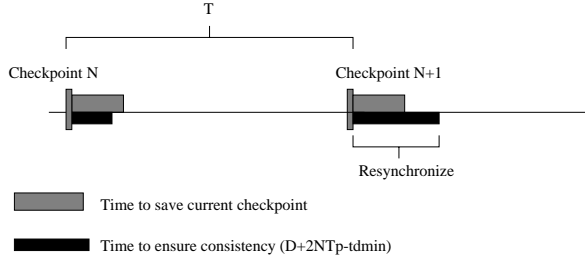 T
Checkpoint N
Checkpoint N+1
Resynchronize
Time to save current checkpoint
Time to ensure consistency (D+2NTp-tdmin)